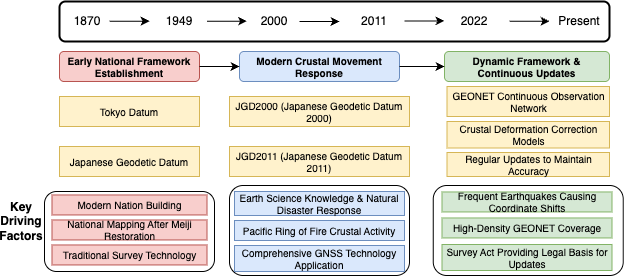 1870 1949 2000 2011 2022 Present
Early National Framework
Establishment
Modern Crustal Movement
Response
Dynamic Framework &
Continuous Updates
Tokyo Datum
Japanese Geodetic Datum
JGD2000 (Japanese Geodetic Datum
2000)
JGD2011 (Japanese Geodetic Datum
2011)
GEONET Continuous Observation
Network
Crustal Deformation Correction
Models
Regular Updates to Maintain
Accuracy
Key
Driving
Factors
Modern Nation Building
National Mapping After Meiji
Restoration
Traditional Survey Technology
Earth Science Knowledge & Natural
Disaster Response
Pacific Ring of Fire Crustal Activity
Comprehensive GNSS Technology
Application
Frequent Earthquakes Causing
Coordinate Shifts
High-Density GEONET Coverage
Survey Act Providing Legal Basis for
Updates